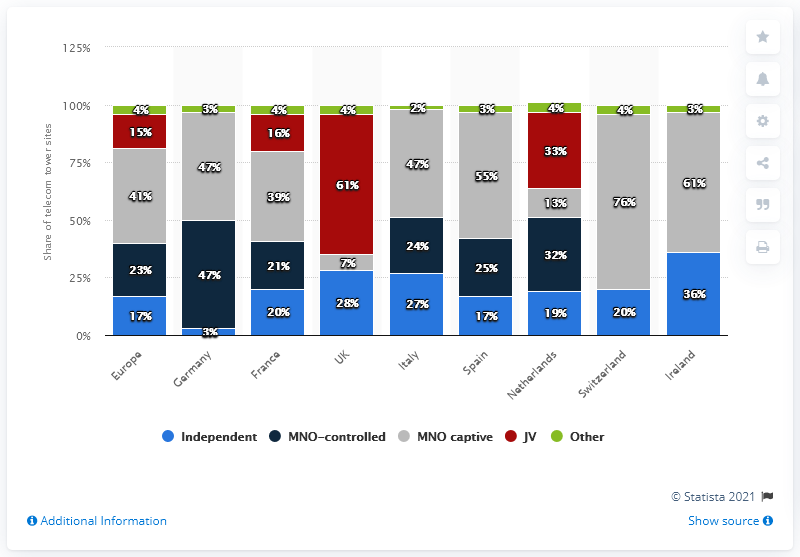 125%
100%
75%
50%
25%
0%
Share of telecom tower sites
4% 3% 4% 4% 2% 3% 4% 4% 3%
15% 16% 61% 33%
41% 47% 39% 7% 47% 55% 13% 76% 61%
23% 47% 21% 24% 25% 32%
17% 3% 20% 28% 27% 17% 19% 20% 36%
Europe Germany France UK Italy Spain Netherlands Switzerland Ireland
Independent MNO-controlled MNO captive JV Other
© Statista 2021
Additional Information Show source